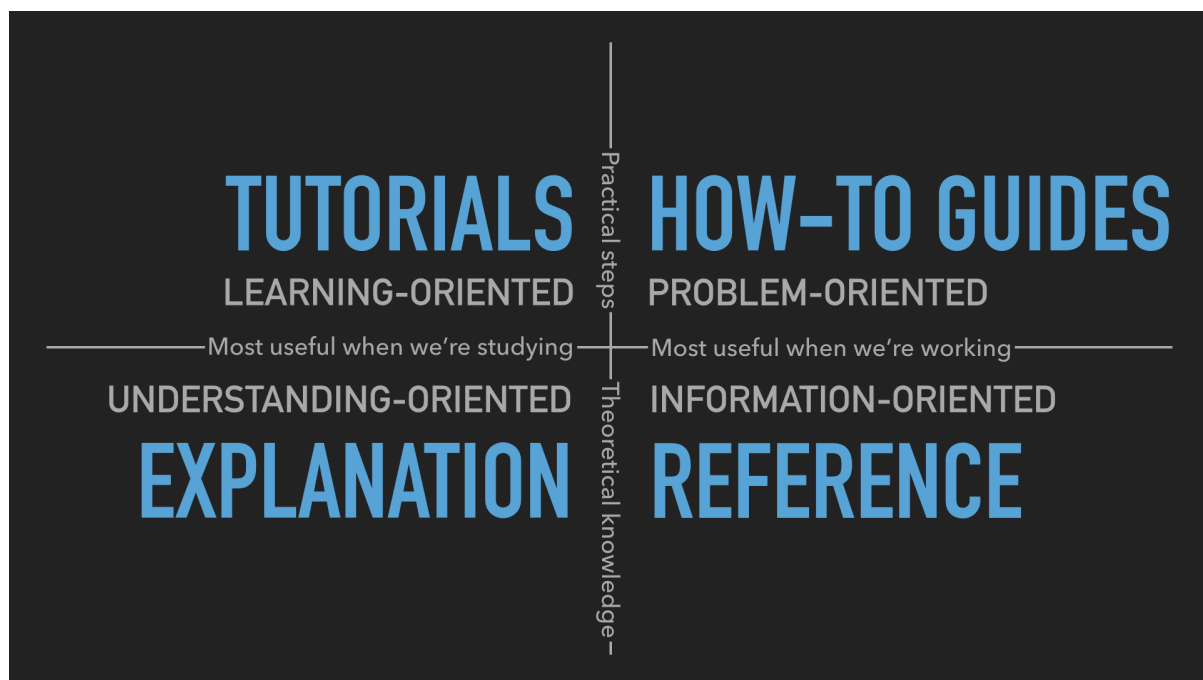 Practical steps
TUTORIALS
HOW-TO GUIDES
LEARNING-ORIENTED
PROBLEM-ORIENTED
Most useful when we're studying
Most useful when we're working
UNDERSTANDING-ORIENTED
INFORMATION-ORIENTED
EXPLANATION
REFERENCE
Theoretical knowledge